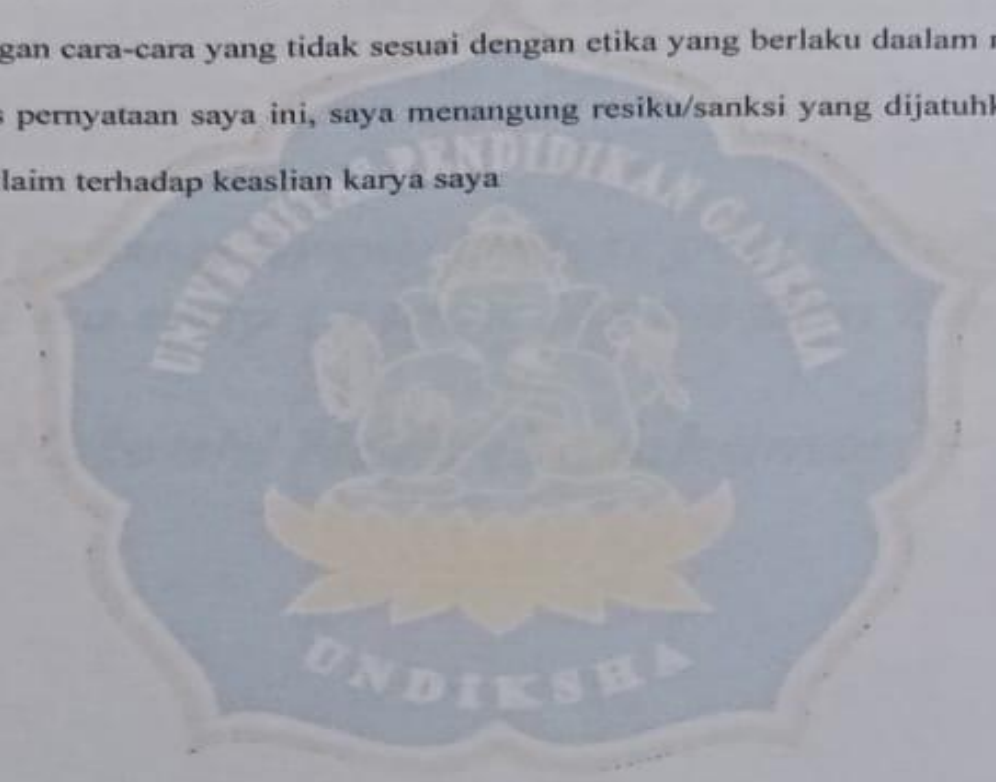 gan cara-cara yang tidak sesuai dengan etika yang berlaku daalam
pernyataan saya ini, saya menangung resiku/sanksi yang dijatuhk
laim terhadap keaslian karya saya
UNIVERSITAS PENDIDIKAN GANESHA
UNDIKSHA